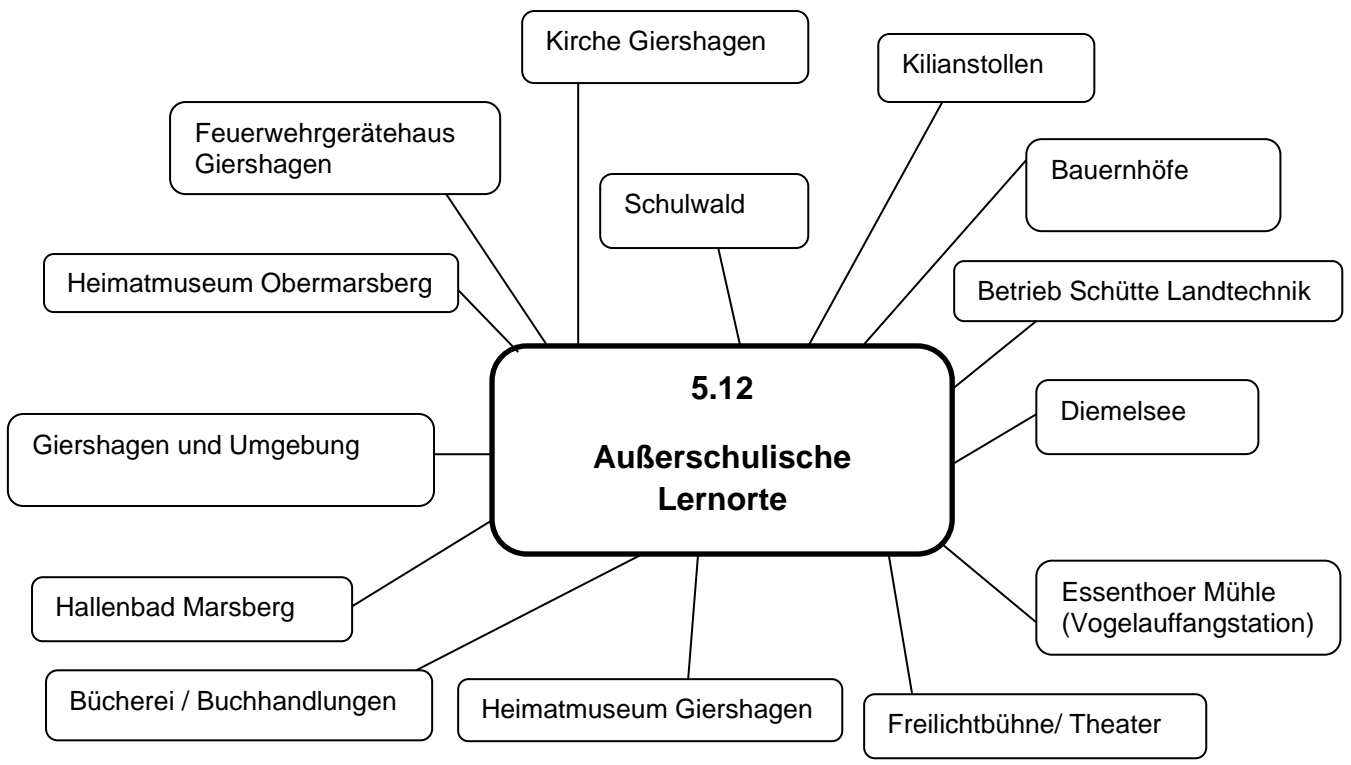 Kirche Giershagen
Kilianstollen
Feuerwehrgerätehaus
Giershagen
Bauernhöfe
Schulwald
Heimatmuseum Obermarsberg
Betrieb Schütte Landtechnik
5.12
Außerschulische
Lernorte
Diemelsee
Giershagen und Umgebung
Essenthoer Mühle
(Vogelauffangstation)
Hallenbad Marsberg
Bücherei / Buchhandlungen
Heimatmuseum Giershagen
Freilichtbühne/ Theater